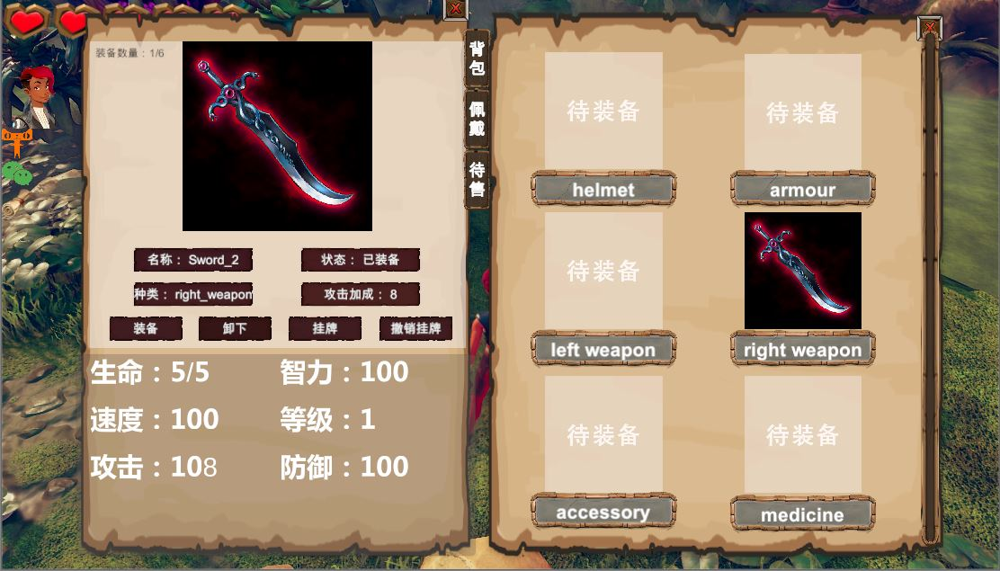 装备数量：1/6
名称： Sword_2
状态： 已装备
种类： right_weapon
攻击加成： 8
装备
卸下
挂牌
撤销挂牌
生命：5/5
智力：100
速度：100
等级：1
攻击：108
防御：100
背包
佩戴
待售
待装备
待装备
helmet
armour
待装备
left weapon
right weapon
待装备
待装备
accessory
medicine